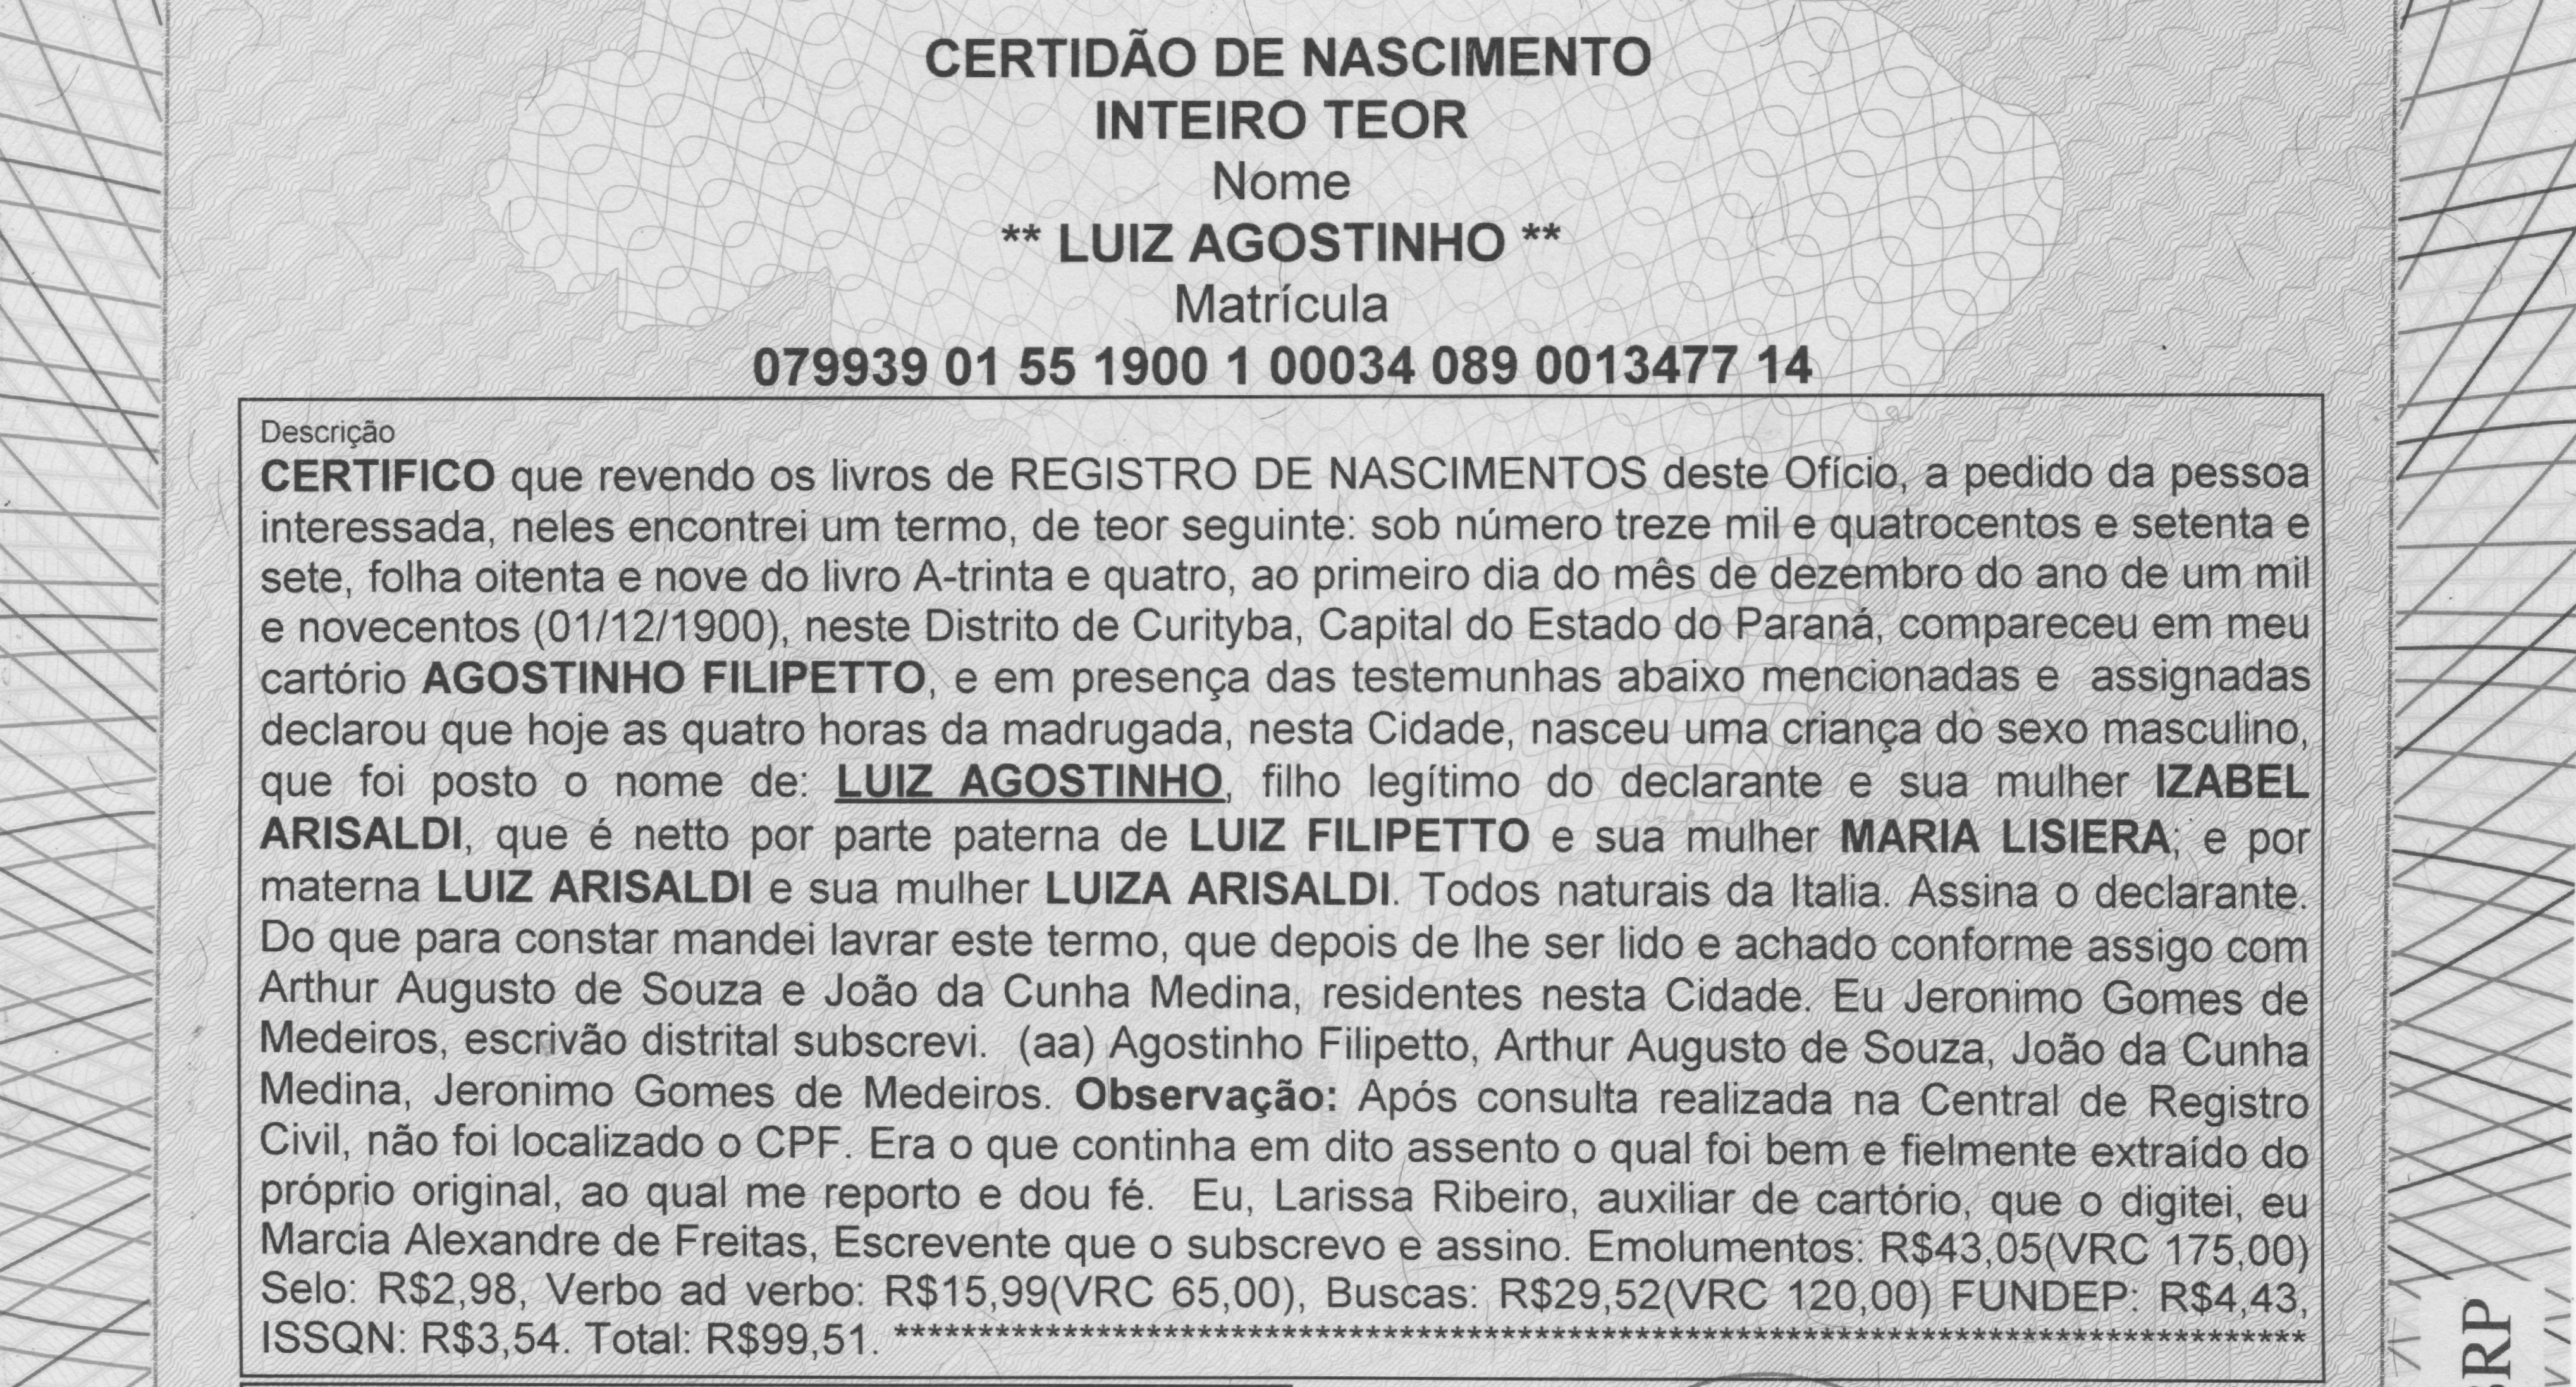 CERTIDÃO DE NASCIMENTO
INTEIRO TEOR
Nome
** LUIZ AGOSTINHO **
Matrícula
079939 01 55 1900 1 00034 089 0013477 14
Descrição
CERTIFICO que revendo os livros de REGISTRO DE NASCIMENTOS deste Ofício, a pedido da pessoa
interessada, neles encontrei um termo, de teor seguinte: sob número treze mil e quatrocentos e setenta e
sete, folha oitenta e nove do livro A-trinta e quatro, ao primeiro dia do mês de dezembro do ano de um mil
e novecentos (01/12/1900), neste Distrito de Curityba, Capital do Estado do Paraná, compareceu em meu
cartório AGOSTINHO FILIPETTO, e em presença das testemunhas abaixo mencionadas e assignadas
declarou que hoje as quatro horas da madrugada, nesta Cidade, nasceu uma criança do sexo masculino,
que foi posto o nome de: LUIZ AGOSTINHO, filho legítimo do declarante e sua mulher IZABEL
ARISALDI, que é netto por parte paterna de LUIZ FILIPETTO e sua mulher MARIA LISIERA; e por
materna LUIZ ARISALDI e sua mulher LUIZA ARISALDI. Todos naturais da Italia. Assina o declarante.
Do que para constar mandei lavrar este termo, que depois de lhe ser lido e achado conforme assigo com
Arthur Augusto de Souza e João da Cunha Medina, residentes nesta Cidade. Eu Jeronimo Gomes de
Medeiros, escrivão distrital subscrevi. (aa) Agostinho Filipetto, Arthur Augusto de Souza, João da Cunha
Medina, Jeronimo Gomes de Medeiros. Observação: Após consulta realizada na Central de Registro
Civil, não foi localizado o CPF. Era o que continha em dito assento o qual foi bem e fielmente extraído do
próprio original, ao qual me reporto e dou fé. Eu, Larissa Ribeiro, auxiliar de cartório, que o digitei, eu
Marcia Alexandre de Freitas, Escrevente que o subscrevo e assino. Emolumentos: R$43,05(VRC 175,00)
Selo: R$2,98, Verbo ad verbo: R$15,99(VRC 65,00), Buscas: R$29,52(VRC 120,00) FUNDEP: R$4,43,
ISSQN: R$3,54. Total: R$99,51. ************************************************************************************